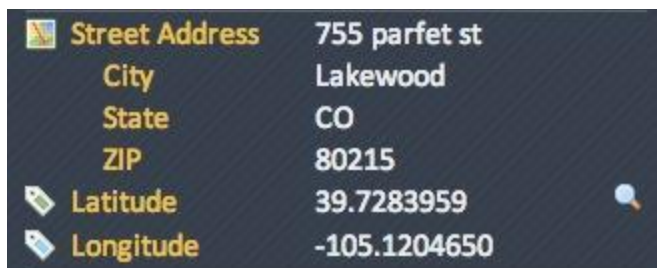 Street Address 755 parfet st
City Lakewood
State CO
ZIP 80215
Latitude 39.7283959
Longitude -105.1204650